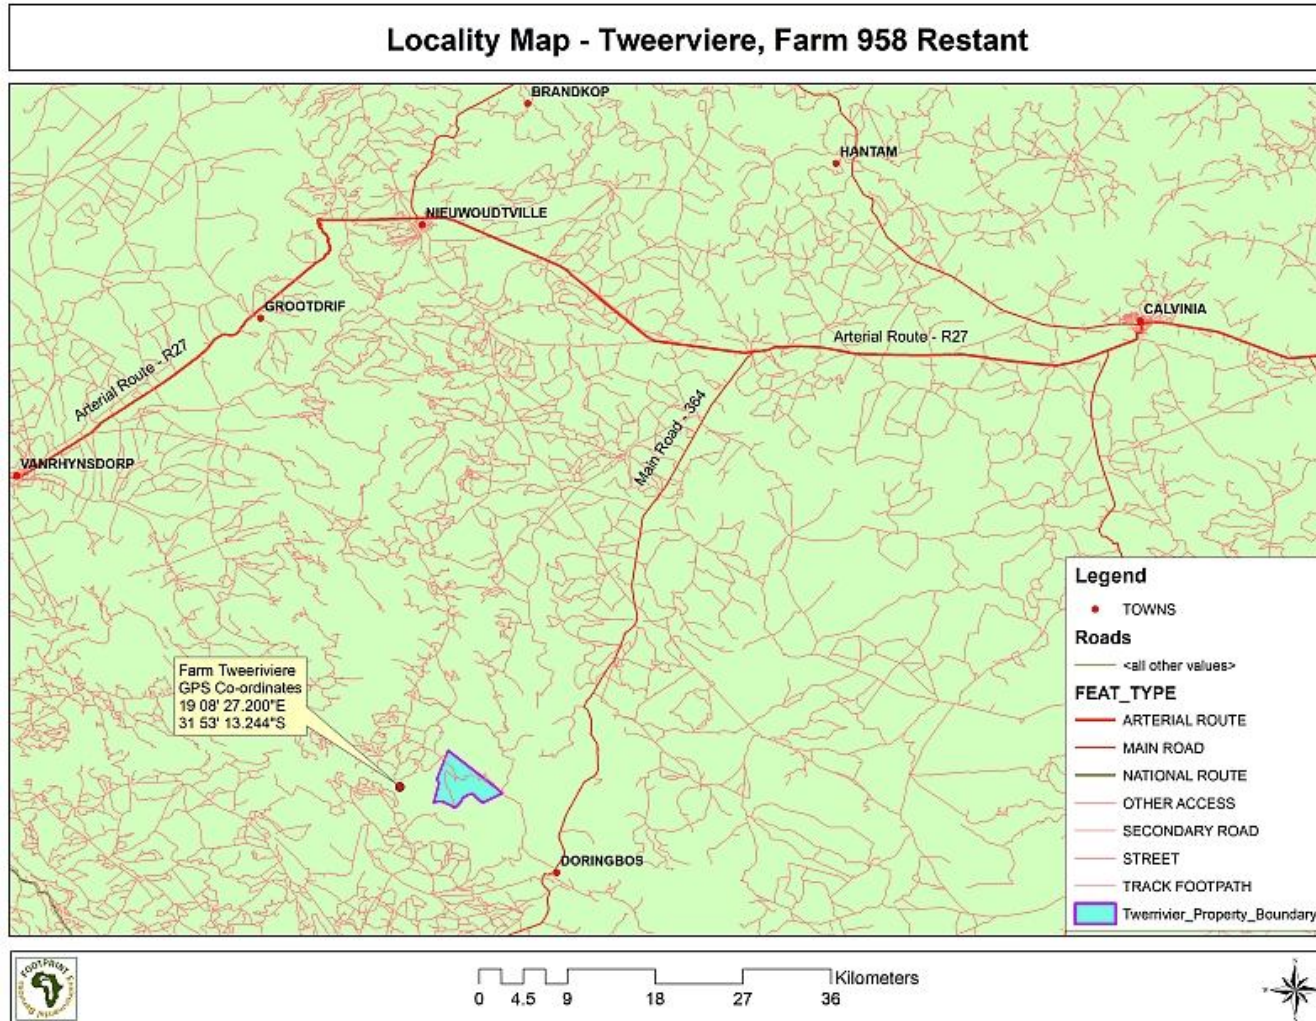 Locality Map - Tweerviere, Farm 958 Restant
BRANDKOP
HANTAM
NIEUWOUDTVILLE
GROOTDRIF
CALVINIA
Arterial Route - R27
Arterial Route - R27
Main Road - 364
VANRHYNSDORP
Farm Tweeriviere
GPS Co-ordinates
19 08' 27.200"E
31 53' 13.244"S
DORINGBOS
Legend
TOWNS
Roads
<all other values>
FEAT_TYPE
ARTERIAL ROUTE
MAIN ROAD
NATIONAL ROUTE
OTHER ACCESS
SECONDARY ROAD
STREET
TRACK FOOTPATH
Twerrivier_Property_Boundary
FOOTPRINT
Kilometers
0 4.5 9 18 27 36